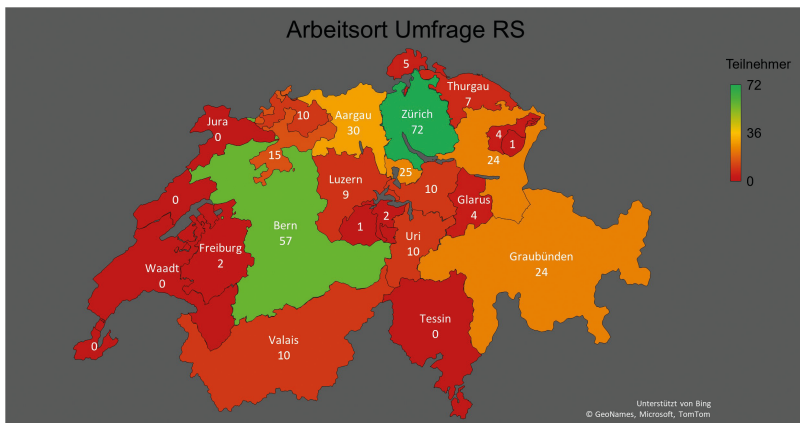 Arbeitsort Umfrage RS
Teilnehmer
72
36
0
5
Thurgau
7
Jura
0
10
Aargau
30
Zürich
72
4
1
24
15
25
Luzern
9
10
0
Glarus
4
2
1
Bern
57
Freiburg
2
Uri
10
Graubünden
24
Waadt
0
Tessin
0
Valais
10
0
Unterstützt von Bing
© GeoNames, Microsoft, TomTom